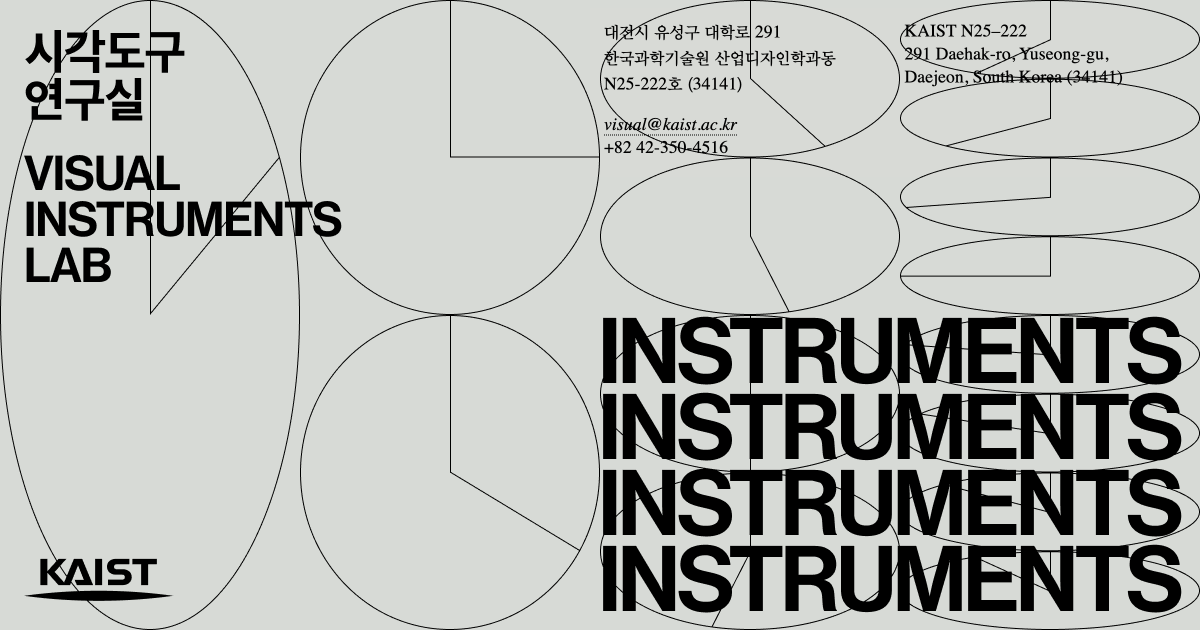 시각도구
연구실
VISUAL
INSTRUMENTS
LAB
KAIST
대전시 유성구 대학로 291
한국과학기술원 산업디자인학과동
N25-222호 (34141)
visual@kaist.ac.kr
+82 42-350-4516
KAIST N25–222
291 Daehak-ro, Yuseong-gu,
Daejeon, South Korea (34141)
INSTRUMENTS
INSTRUMENTS
INSTRUMENTS
INSTRUMENTS